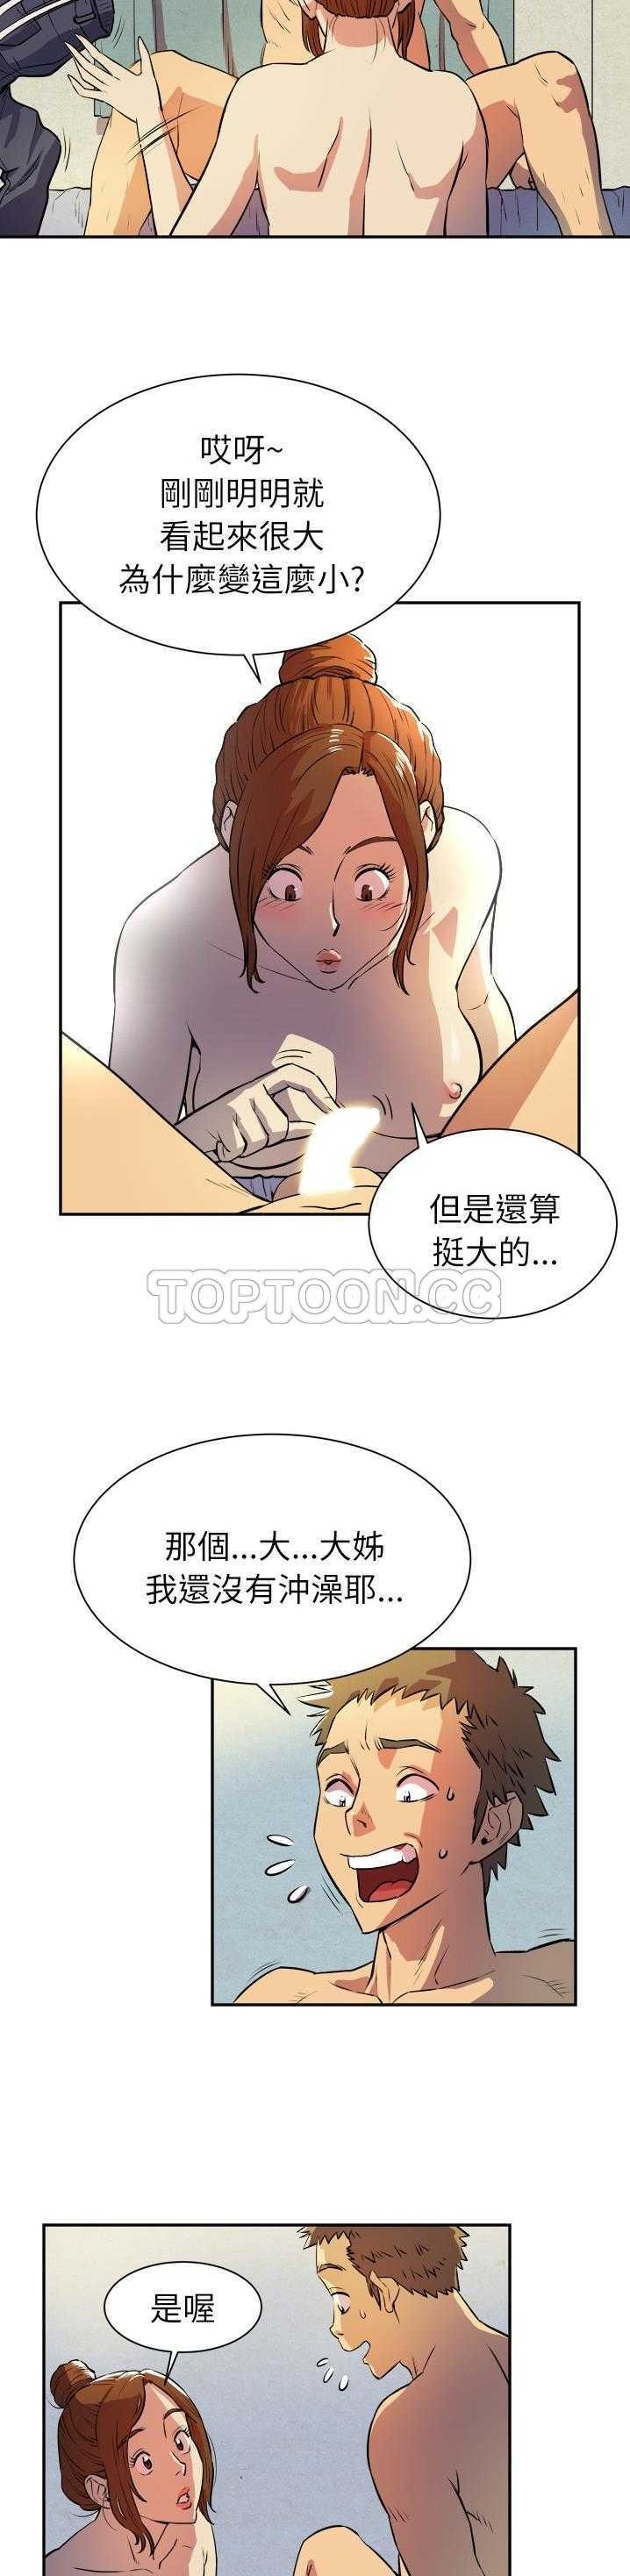 哎呀~
剛剛明明就
看起來很大
為什麼變這麼小?
但是還算
挺大的...
TOPTOON.CC
那個...大...大姊
我還沒有沖澡耶...
是喔